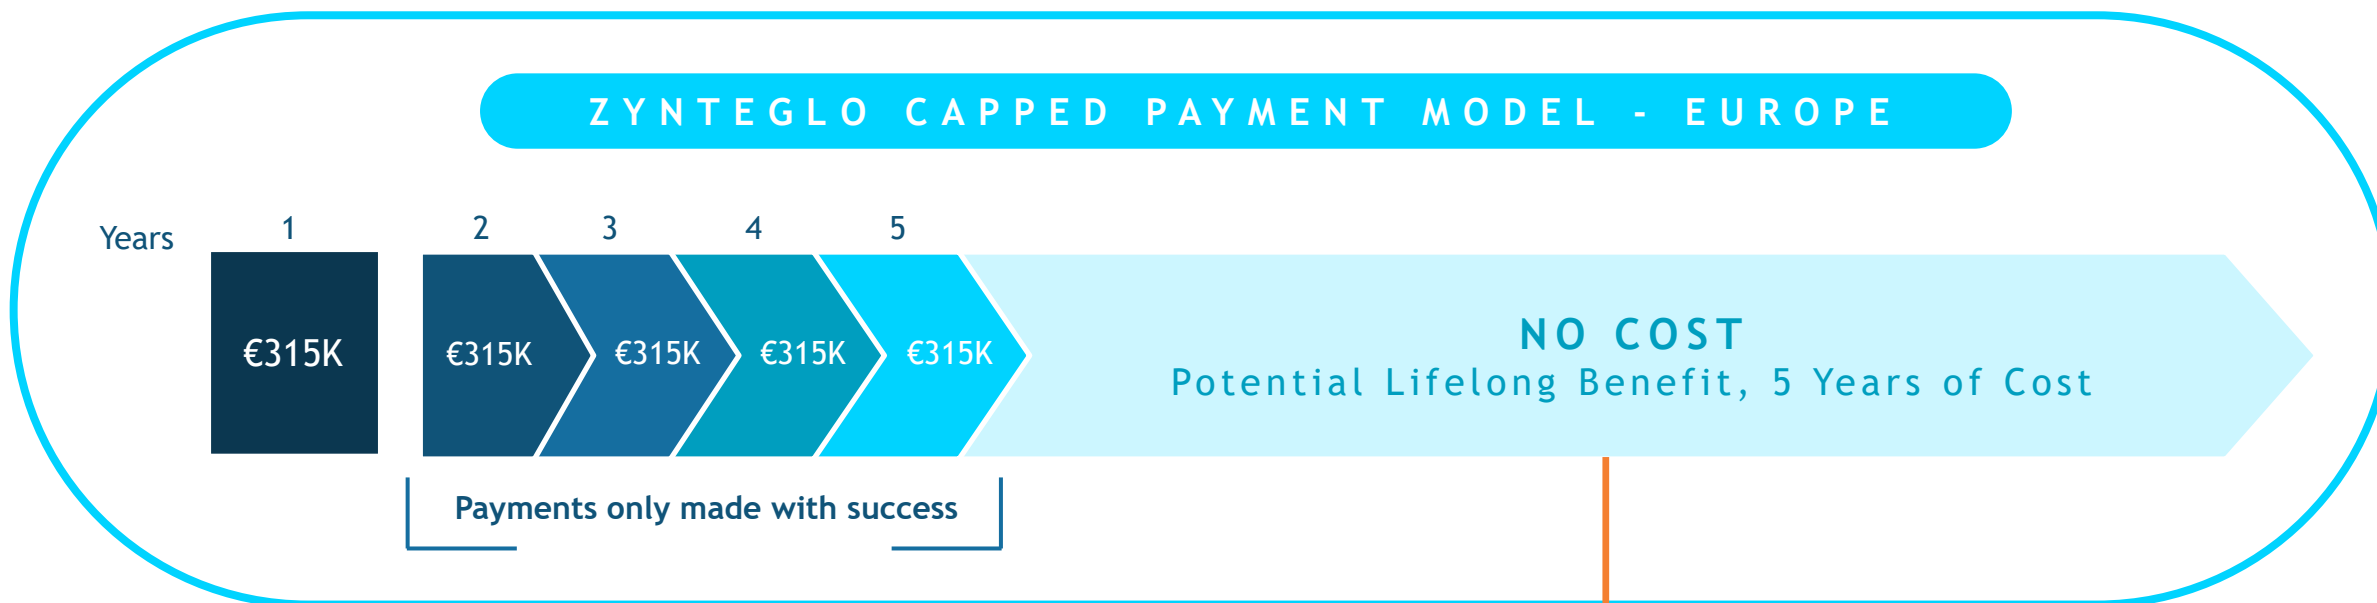 ZYNTEGLO CAPPED PAYMENT MODEL - EUROPE
Years 1 2 3 4 5
€315K €315K €315K €315K €315K
NO COST
Potential Lifelong Benefit, 5 Years of Cost
Payments only made with success